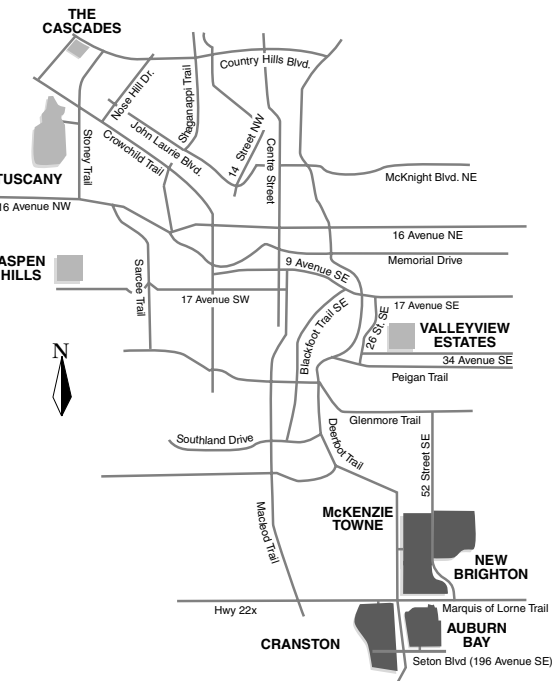 THE
CASCADES
Country Hills Blvd.
Nose Hill Dr.
Shaganappi Trail
John Laurie Blvd.
14 Street NW
Crowchild Trail
Stoney Trail
Centre Street
TUSCANY
McKnight Blvd. NE
16 Avenue NW
16 Avenue NE
Memorial Drive
ASPEN
HILLS
Sarcee Trail
9 Avenue SE
17 Avenue SW
17 Avenue SE
26 St. SE
Blackfoot Trail SE
VALLEYVIEW
ESTATES
34 Avenue SE
Peigan Trail
N
Glenmore Trail
Southland Drive
Deerfoot Trail
52 Street SE
Macleod Trail
McKENZIE
TOWNE
NEW
BRIGHTON
Hwy 22x
Marquis of Lorne Trail
CRANSTON
AUBURN
BAY
Seton Blvd (196 Avenue SE)